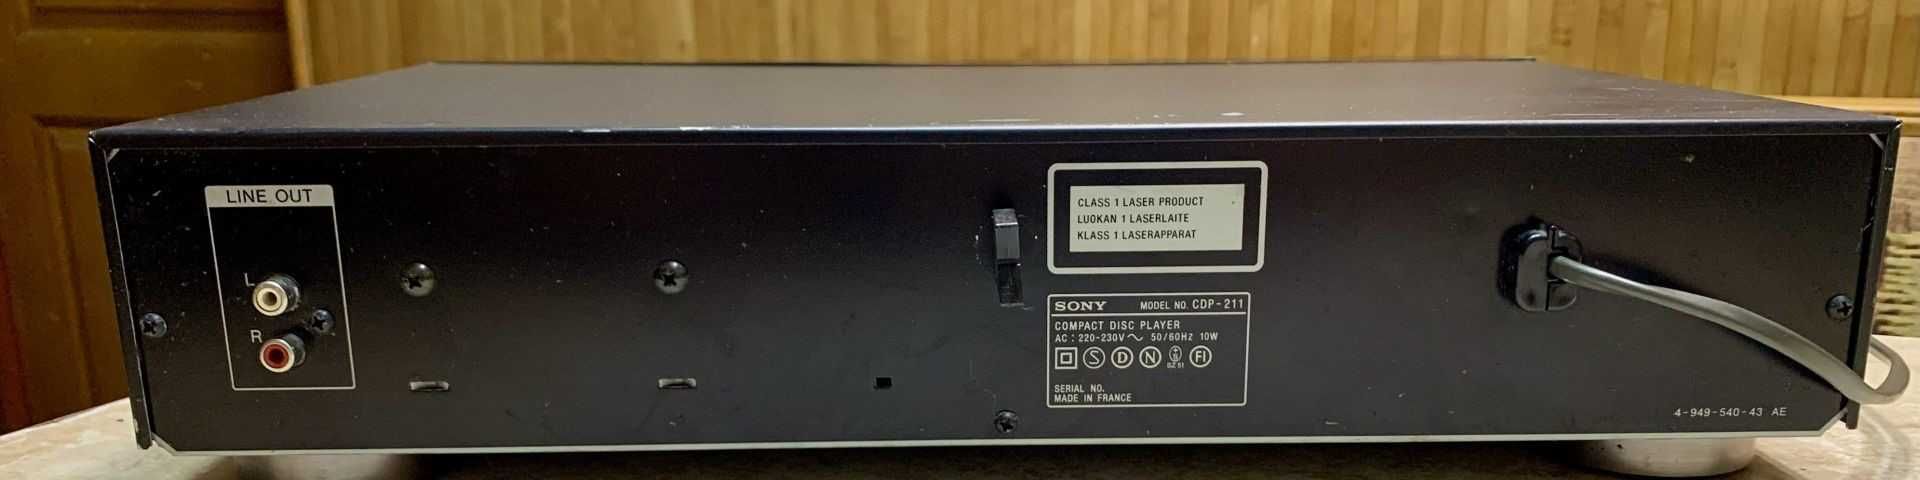 LINE OUT
L
R
CLASS 1 LASER PRODUCT
LUOKAN 1 LASERLAITE
KLASS 1 LASERAPPARAT
SONY MODEL NO. CDP-211
COMPACT DISC PLAYER
AC : 220-230V~ 50/60Hz 10W
S D N FI
SERIAL NO.
MADE IN FRANCE
4-949-540-43 AE